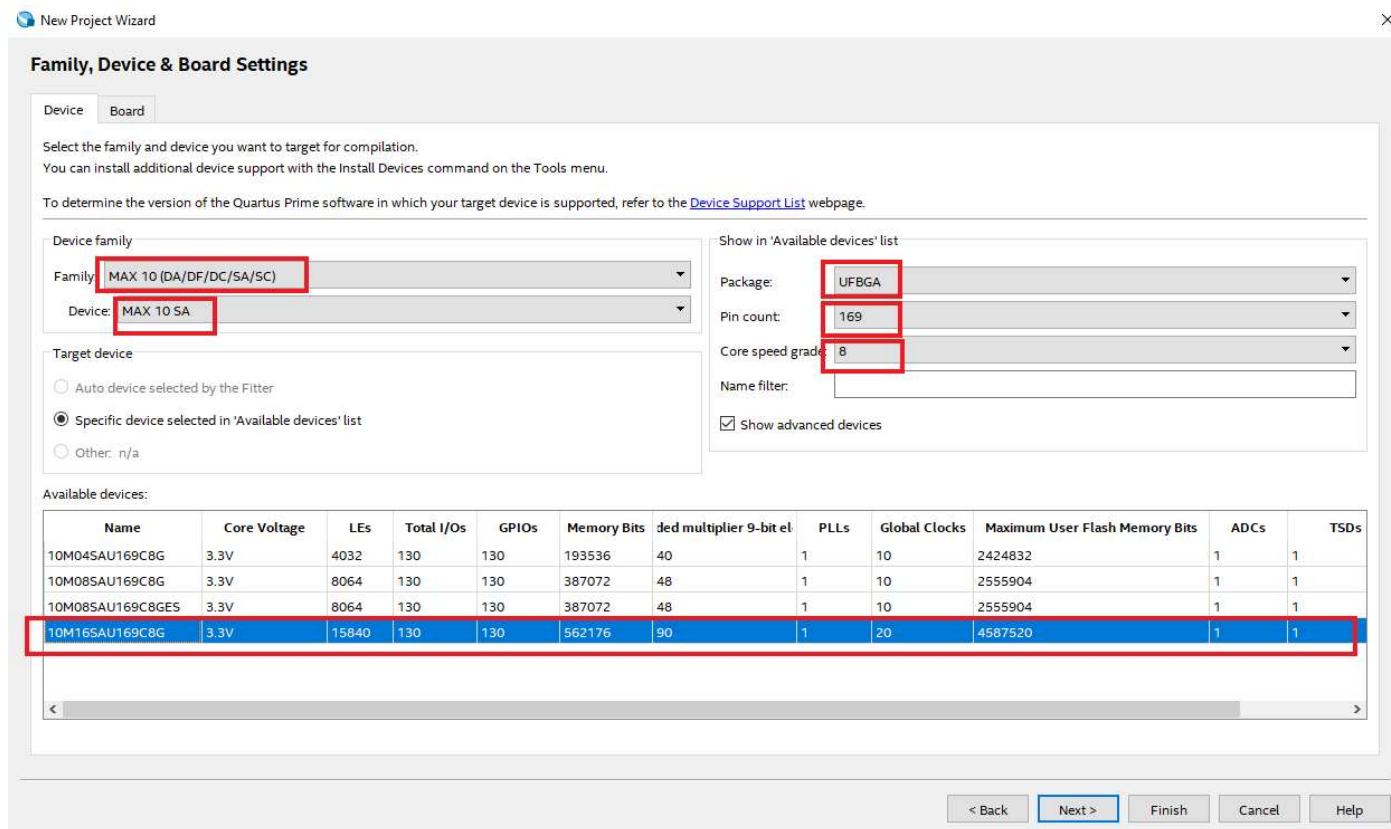 New Project Wizard
Family, Device & Board Settings
Device Board
Select the family and device you want to target for compilation.
You can install additional device support with the Install Devices command on the Tools menu.
To determine the version of the Quartus Prime software in which your target device is supported, refer to the Device Support List webpage.
Device family
Family: MAX 10 (DA/DF/DC/SA/SC)
Device: MAX 10 SA
Target device
Auto device selected by the Fitter
Specific device selected in 'Available devices' list
Other: n/a
Show in 'Available devices' list
Package: UFBGA
Pin count: 169
Core speed grade: 8
Name filter:
Show advanced devices
Available devices:
Name Core Voltage LEs Total I/Os GPIOs Memory Bits ded multiplier 9-bit el PLLs Global Clocks Maximum User Flash Memory Bits ADCs TSDs
10M04SAU169C8G 3.3V 4032 130 130 193536 40 1 10 2424832 1 1
10M08SAU169C8G 3.3V 8064 130 130 387072 48 1 10 2555904 1 1
10M08SAU169C8GES 3.3V 8064 130 130 387072 48 1 10 2555904 1 1
10M16SAU169C8G 3.3V 15840 130 130 562176 90 1 20 4587520 1 1
< Back Next > Finish Cancel Help